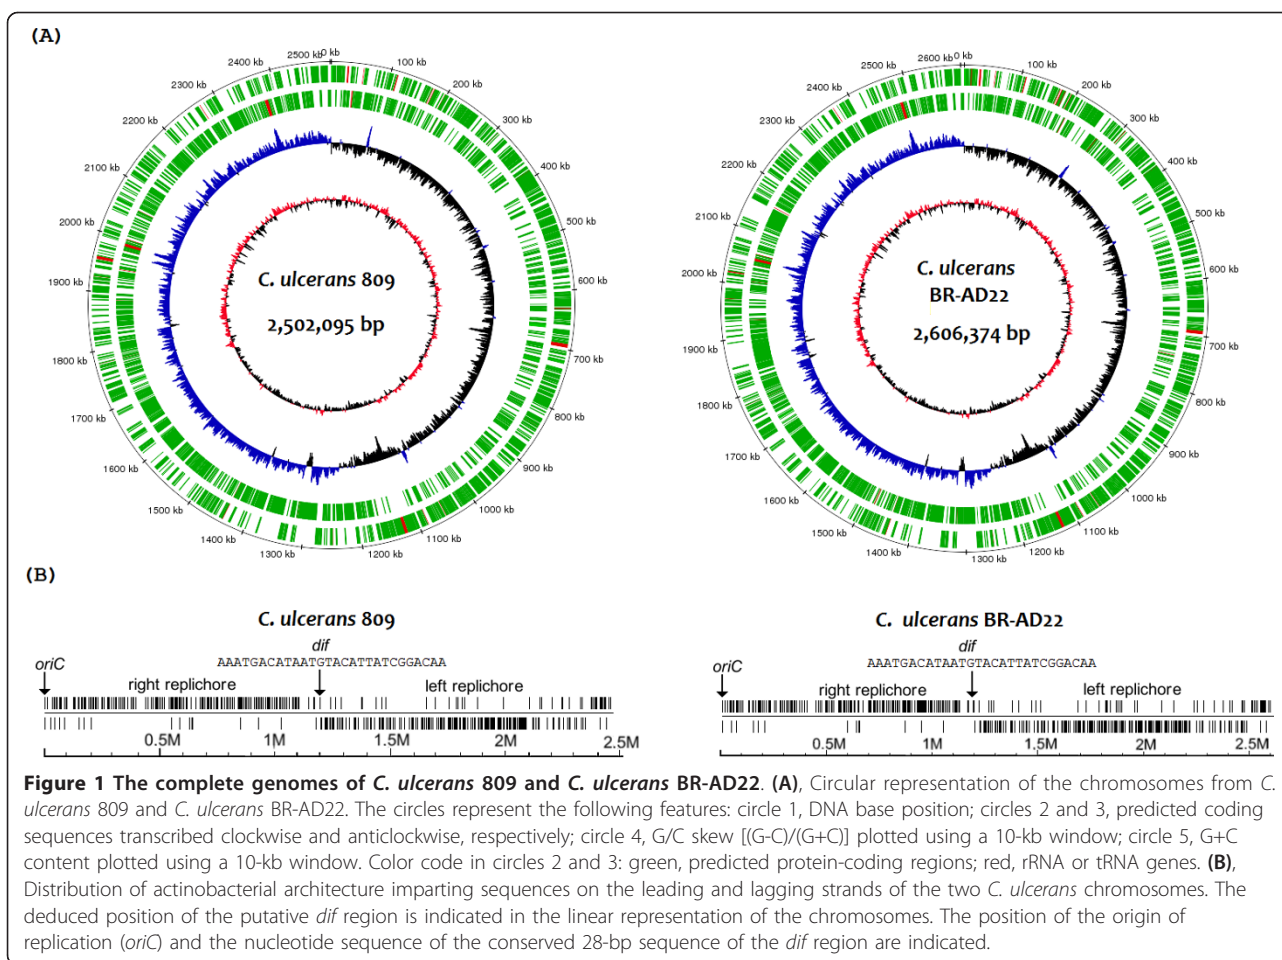 (A)
2500 kb
0 kb
100 kb
200 kb
300 kb
400 kb
500 kb
600 kb
700 kb
800 kb
900 kb
1000 kb
1100 kb
1200 kb
1300 kb
1400 kb
1500 kb
1600 kb
1700 kb
1800 kb
1900 kb
2000 kb
2100 kb
2200 kb
2300 kb
2400 kb
C. ulcerans 809
2,502,095 bp
2600 kb
0 kb
100 kb
200 kb
300 kb
400 kb
500 kb
600 kb
700 kb
800 kb
900 kb
1000 kb
1100 kb
1200 kb
1300 kb
1400 kb
1500 kb
1600 kb
1700 kb
1800 kb
1900 kb
2000 kb
2100 kb
2200 kb
2300 kb
2400 kb
2500 kb
C. ulcerans
BR-AD22
2,606,374 bp
(B)
C. ulcerans 809
dif
AAATGACATAATGTACATTATCGGACAA
oriC
right replichore
left replichore
0.5M 1M 1.5M 2M 2.5M
C. ulcerans BR-AD22
dif
AAATGACATAATGTACATTATCGGACAA
oriC
right replichore
left replichore
0.5M 1M 1.5M 2M 2.5M
Figure 1 The complete genomes of C. ulcerans 809 and C. ulcerans BR-AD22. (A), Circular representation of the chromosomes from C.
ulcerans 809 and C. ulcerans BR-AD22. The circles represent the following features: circle 1, DNA base position; circles 2 and 3, predicted coding
sequences transcribed clockwise and anticlockwise, respectively; circle 4, G/C skew [(G-C)/(G+C)] plotted using a 10-kb window; circle 5, G+C
content plotted using a 10-kb window. Color code in circles 2 and 3: green, predicted protein-coding regions; red, rRNA or tRNA genes. (B),
Distribution of actinobacterial architecture imparting sequences on the leading and lagging strands of the two C. ulcerans chromosomes. The
deduced position of the putative dif region is indicated in the linear representation of the chromosomes. The position of the origin of
replication (oriC) and the nucleotide sequence of the conserved 28-bp sequence of the dif region are indicated.